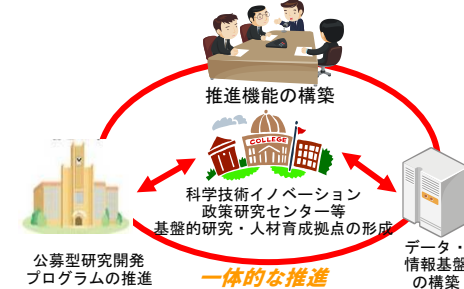 推進機能の構築
COLLEGE
科学技術イノベーション
政策研究センター等
基盤的研究・人材育成拠点の形成
データ・
情報基盤
の構築
公募型研究開発
プログラムの推進
一体的な推進